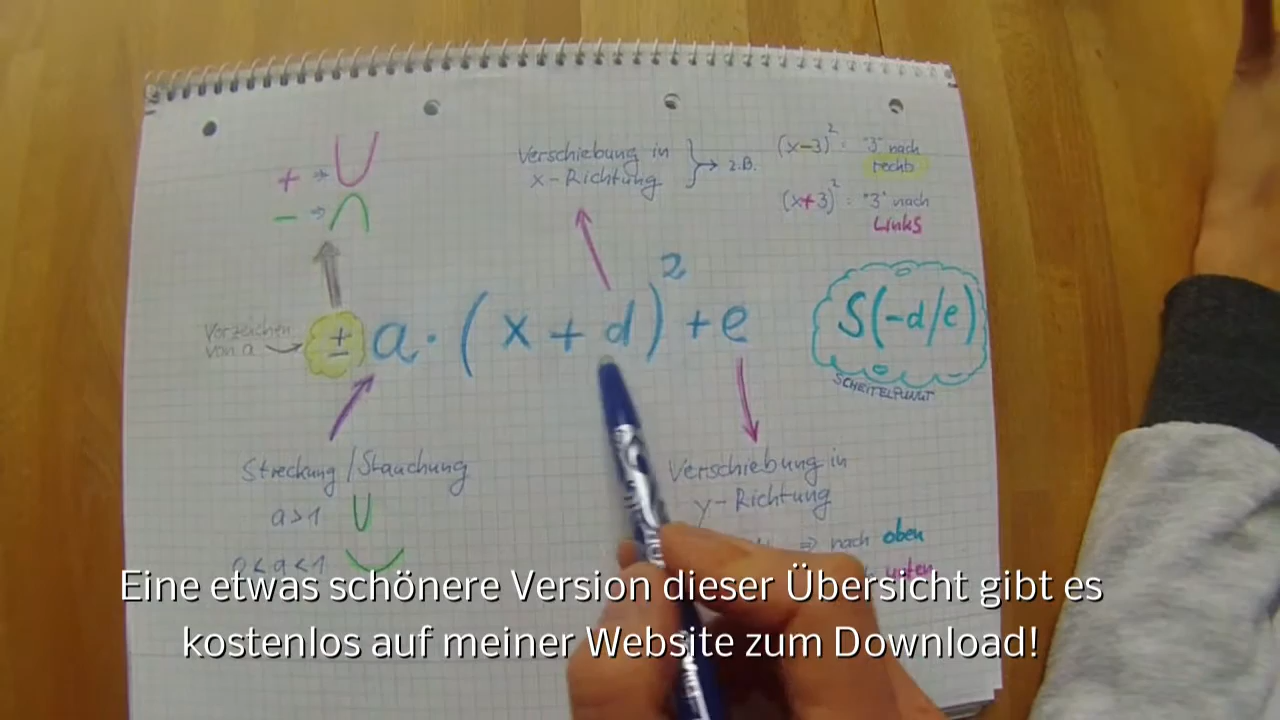 + ⇒ ∪
− ⇒ ∩
Verschiebung in
x-Richtung
→ z.B.
(x-3)² : "3" nach
rechts
(x+3)² : "3" nach
Links
Vorzeichen
von a
± a · (x + d)² + e
S(-d/e)
SCHEITELPUNKT
Streckung/Stauchung
a>1
0<a<1
Verschiebung in
y-Richtung
⇒ nach oben
unten
Eine etwas schönere Version dieser Übersicht gibt es
kostenlos auf meiner Website zum Download!